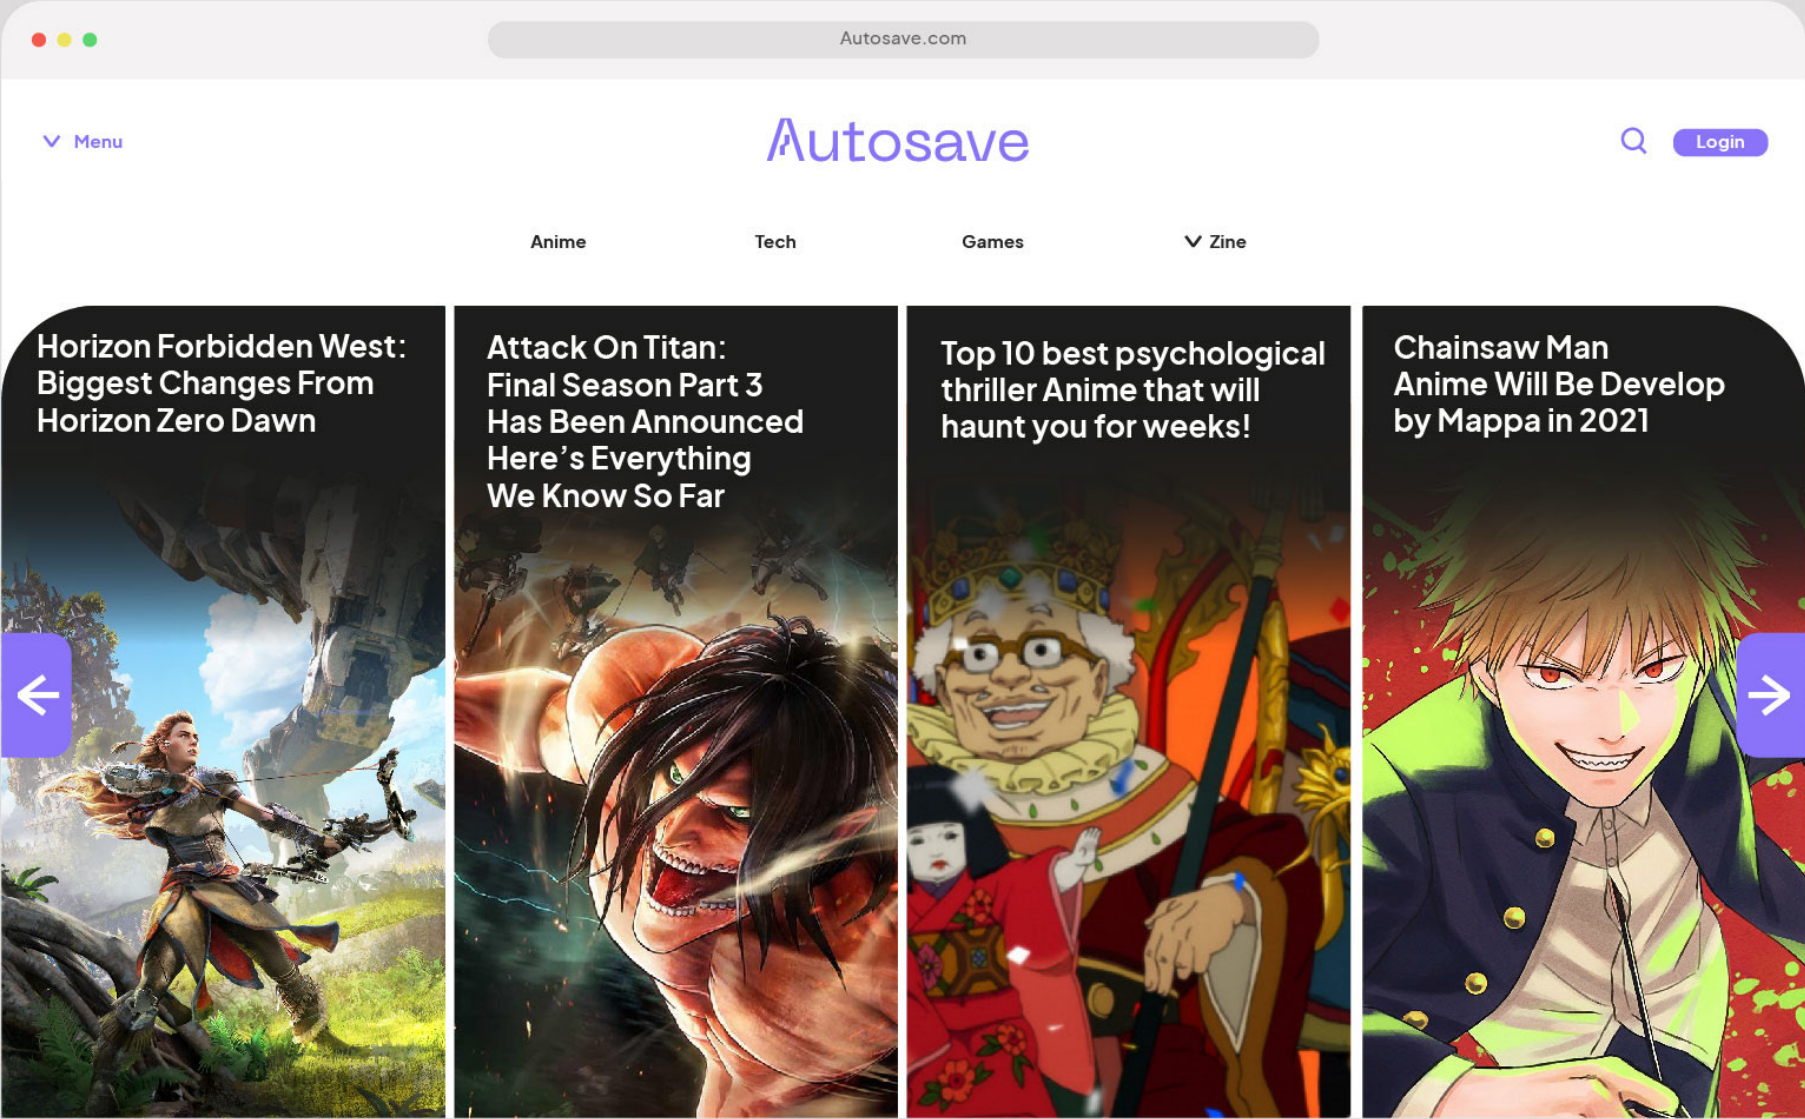 Autosave.com
Menu
Autosave
Login
Anime
Tech
Games
Zine
Horizon Forbidden West:
Biggest Changes From
Horizon Zero Dawn
Attack On Titan:
Final Season Part 3
Has Been Announced
Here’s Everything
We Know So Far
Top 10 best psychological
thriller Anime that will
haunt you for weeks!
Chainsaw Man
Anime Will Be Develop
by Mappa in 2021